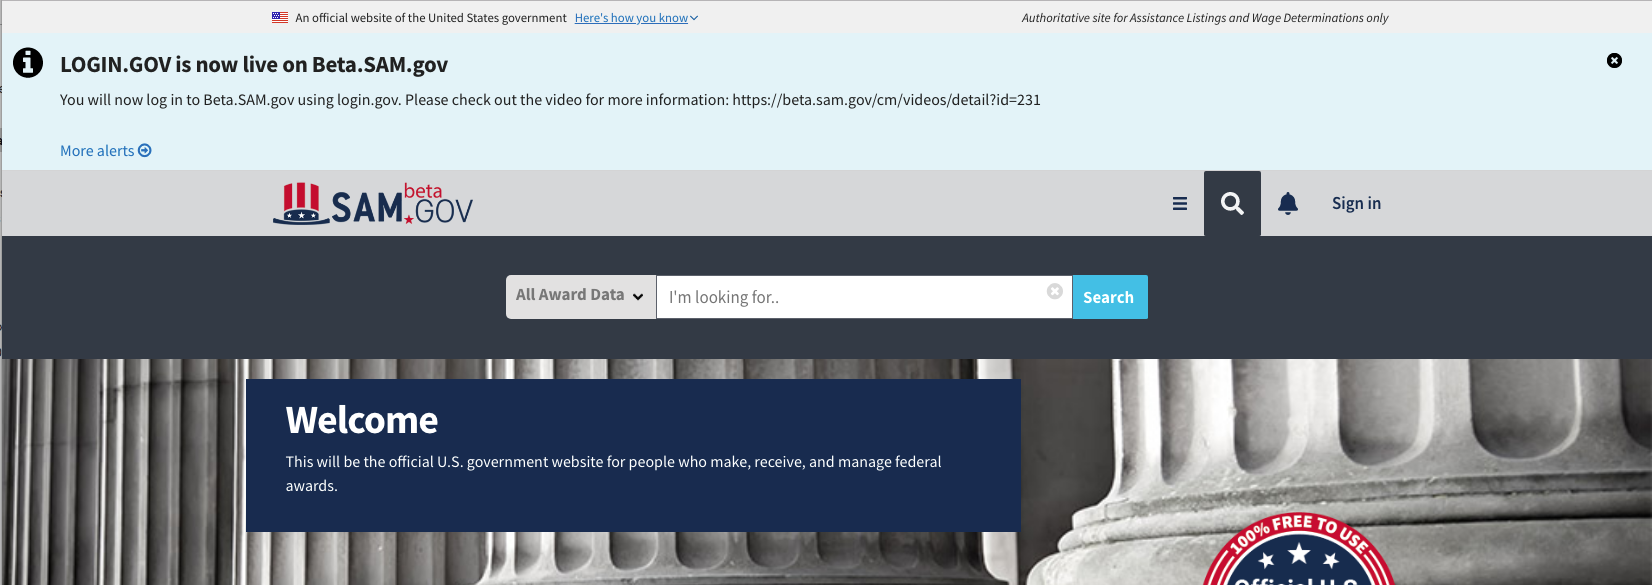 An official website of the United States government Here's how you know
Authoritative site for Assistance Listings and Wage Determinations only
LOGIN.GOV is now live on Beta.SAM.gov
You will now log in to Beta.SAM.gov using login.gov. Please check out the video for more information: https://beta.sam.gov/cm/videos/detail?id=231
More alerts
SAM.GOV beta
Sign in
All Award Data
I'm looking for..
Search
Welcome
This will be the official U.S. government website for people who make, receive, and manage federal
awards.
100% FREE TO USE
Official U.S.